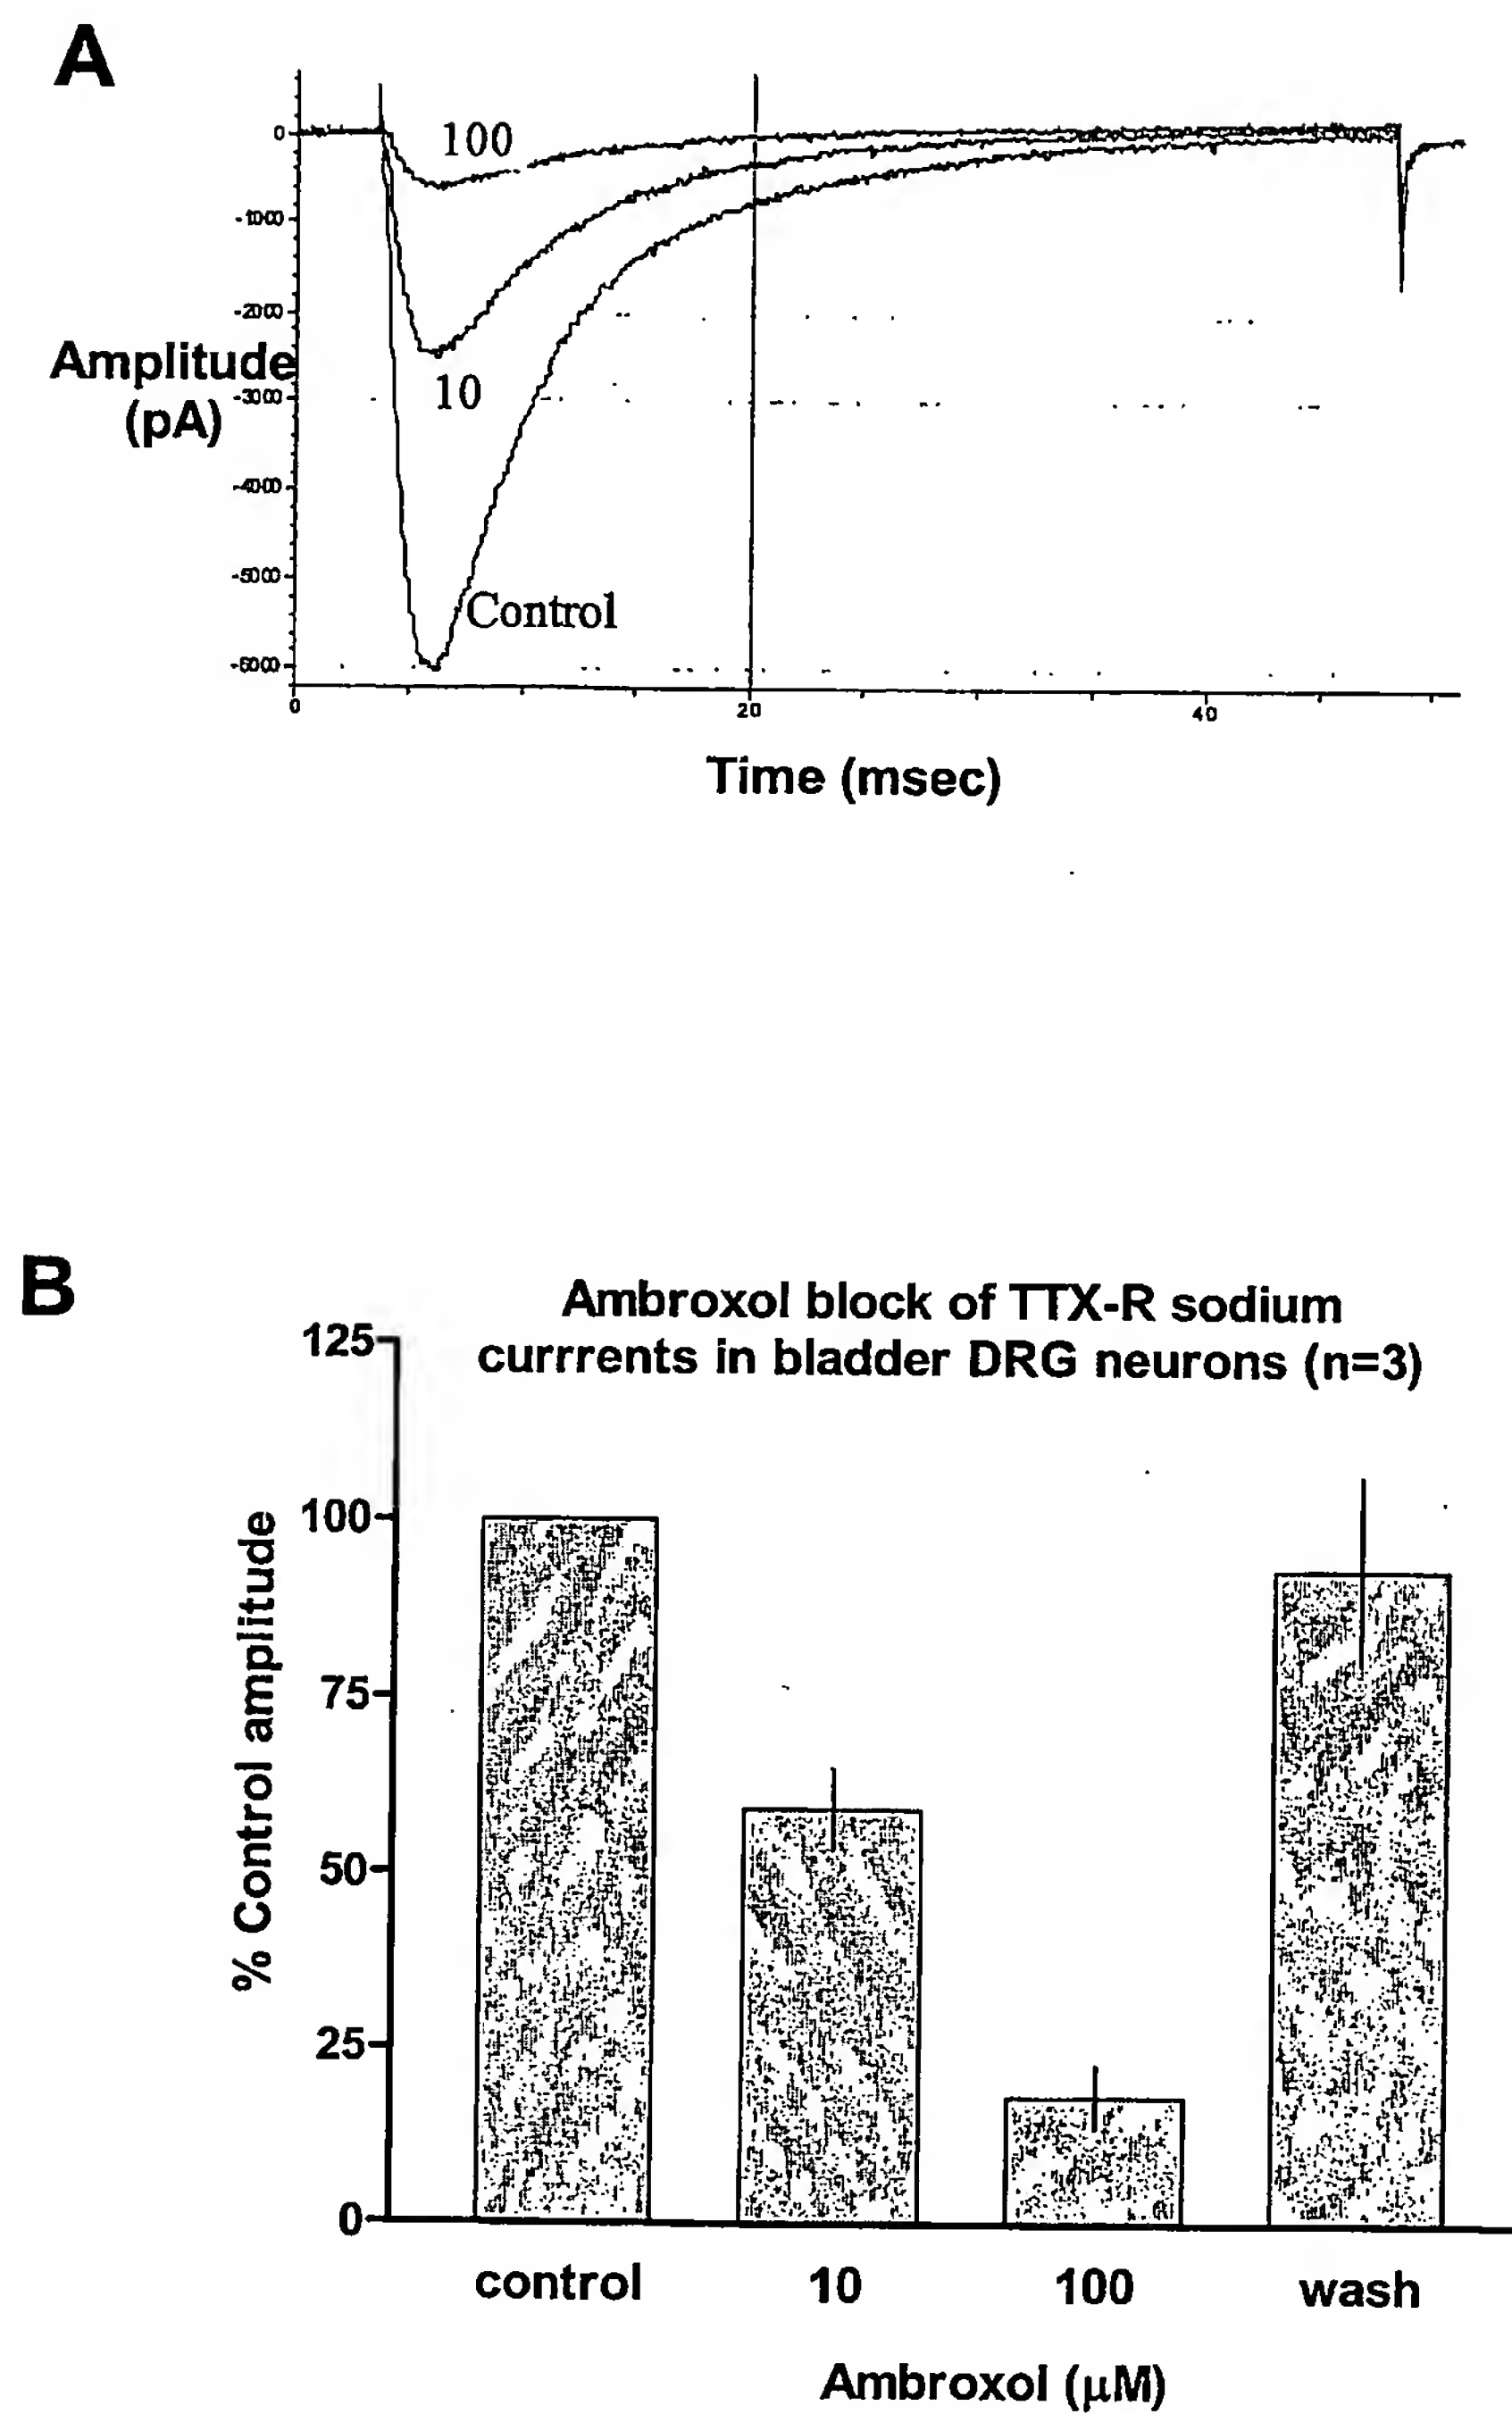 A
100
0
-1000
-2000
Amplitude
(pA)
10
-3000
-4000
-5000
Control
-6000
0
20
40
Time (msec)
B
Ambroxol block of TTX-R sodium
currrents in bladder DRG neurons (n=3)
125
100
75
50
25
0
% Control amplitude
control
10
100
wash
Ambroxol (μM)